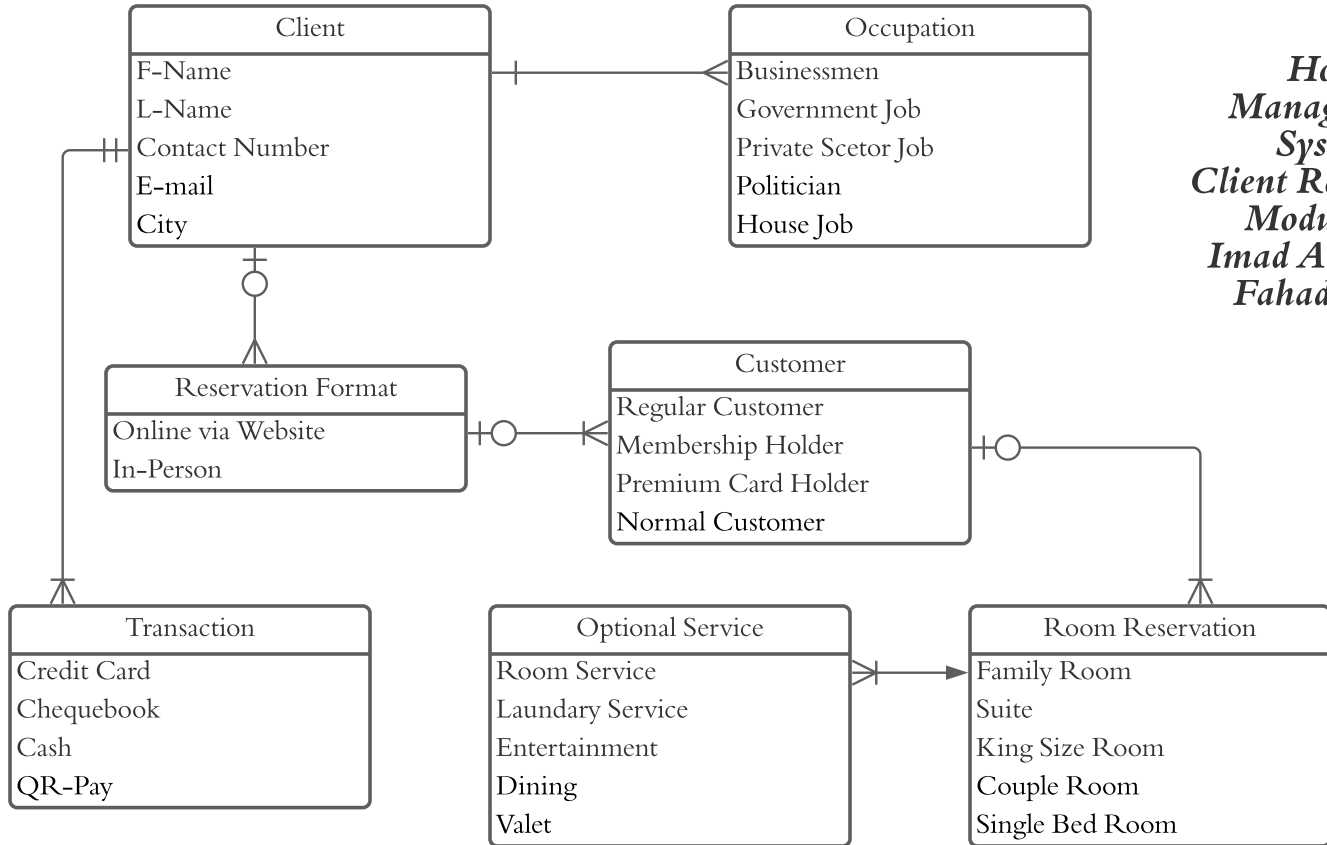 Client
F-Name
L-Name
Contact Number
E-mail
City
Occupation
Businessmen
Government Job
Private Scetor Job
Politician
House Job
Client
Imad
Fahad
Reservation Format
Online via Website
In-Person
Customer
Regular Customer
Membership Holder
Premium Card Holder
Normal Customer
Transaction
Credit Card
Chequebook
Cash
QR-Pay
Optional Service
Room Service
Laundary Service
Entertainment
Dining
Valet
Room Reservation
Family Room
Suite
King Size Room
Couple Room
Single Bed Room